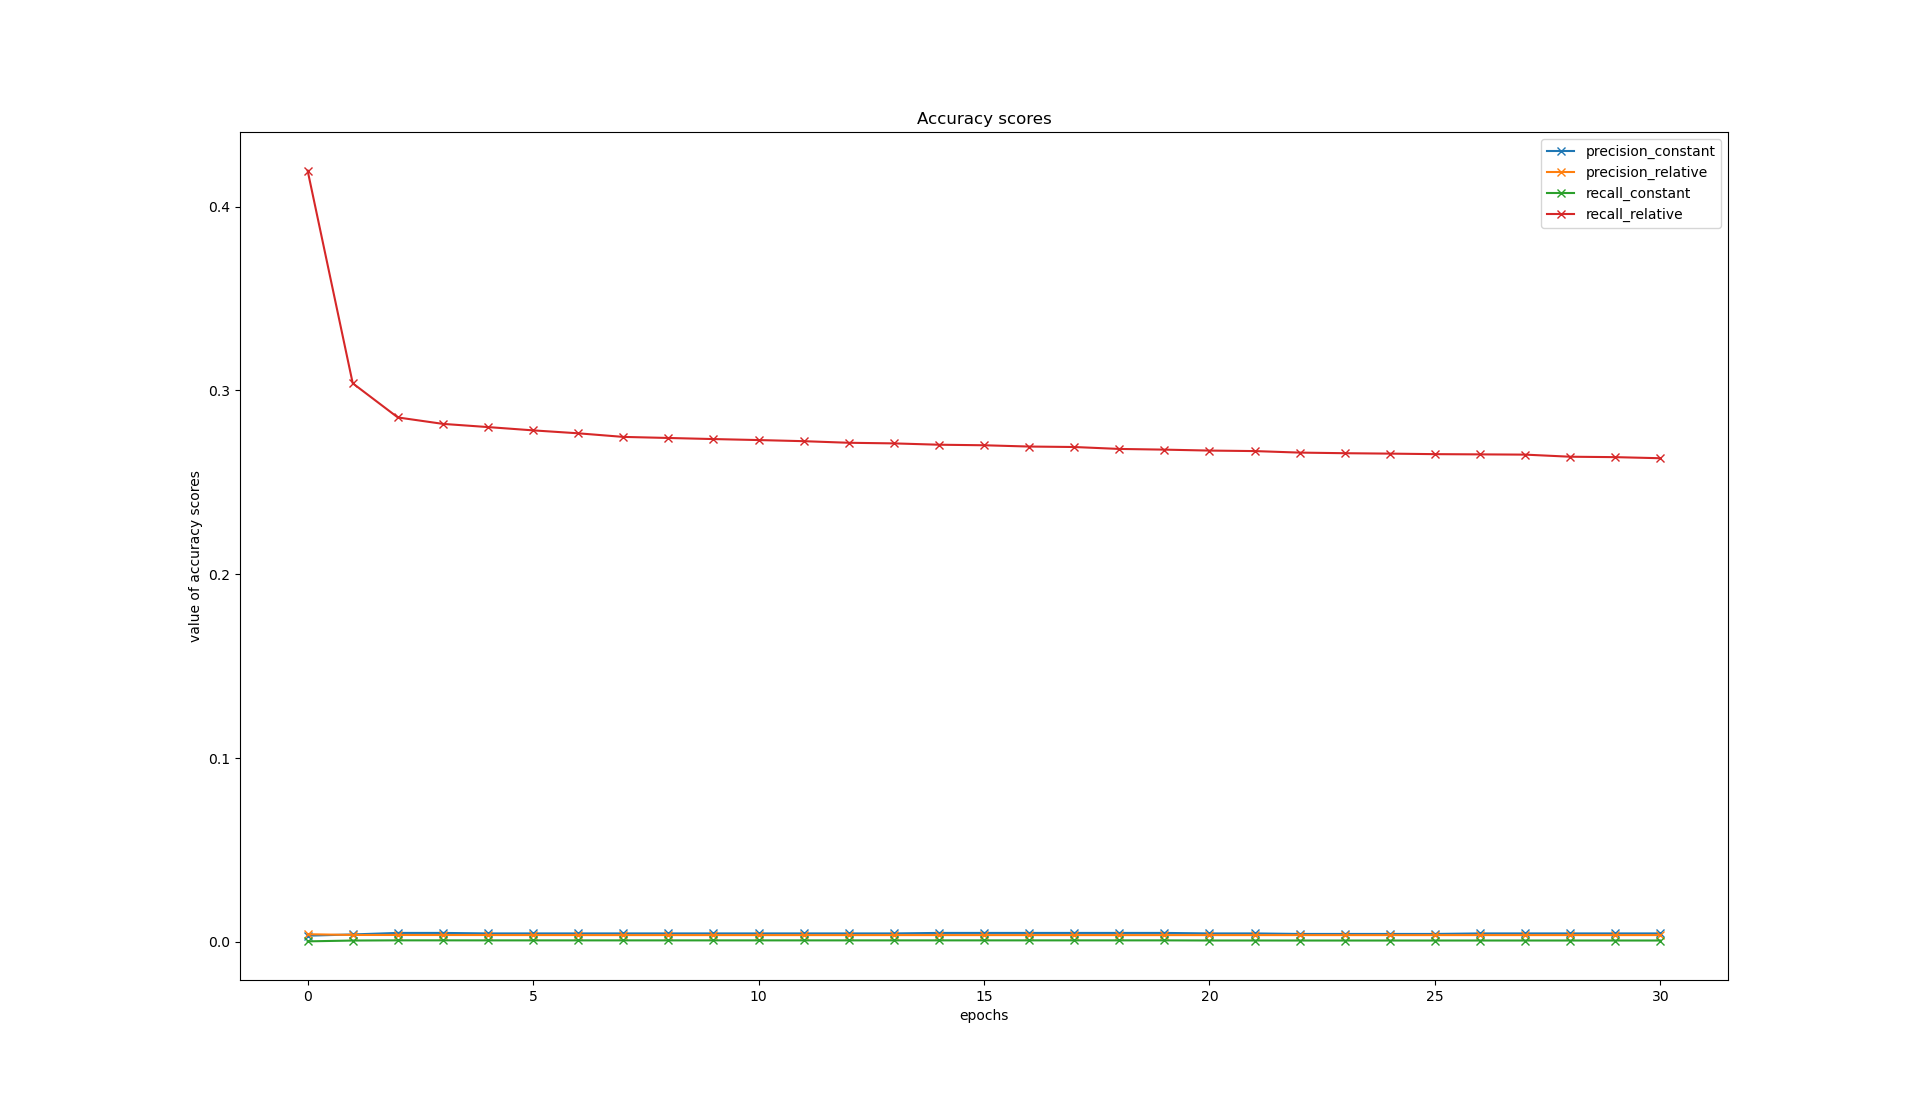 Accuracy scores
precision_constant
precision_relative
recall_constant
recall_relative
value of accuracy scores
0.4
0.3
0.2
0.1
0.0
0 5 10 15 20 25 30
epochs